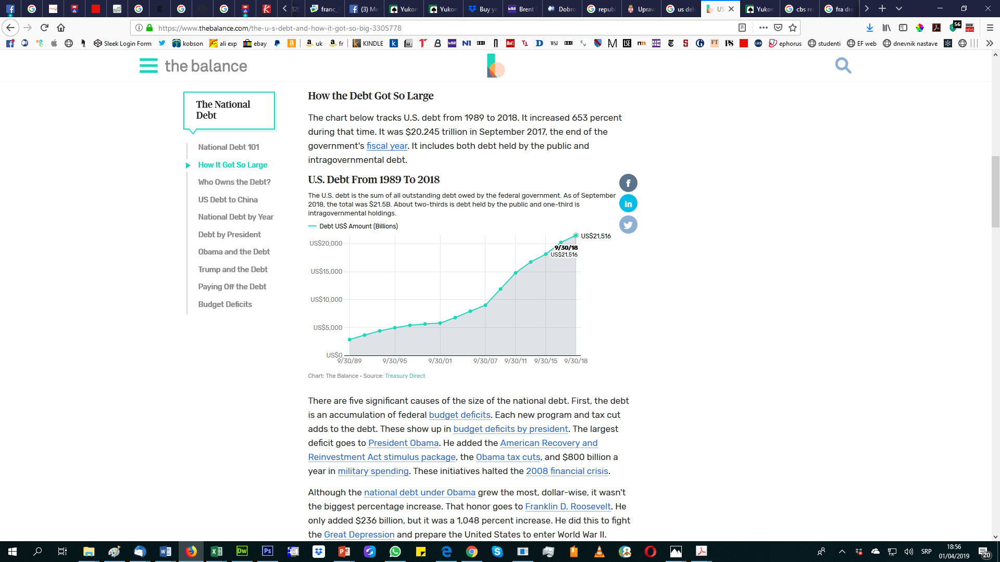 franc_
(3) Me
Yukon
Yukon
Buy y
b92
Brent
Dobro
republ
Uprav
us deb
US
Yukon
cbs re
fra dra
https://www.thebalance.com/the-u-s-debt-and-how-it-got-so-big-3305778
56
Sleek Login Form
kobson
ali exp
ebay
uk
fr
KINDLE
b92
N1
BBC
WSJ
BBC
LSE
nm
FT
PS
LRB
ephorus
studenti
EF web
dnevnik nastave
the balance
The National
Debt
National Debt 101
How It Got So Large
Who Owns the Debt?
US Debt to China
National Debt by Year
Debt by President
Obama and the Debt
Trump and the Debt
Paying Off the Debt
Budget Deficits
How the Debt Got So Large
The chart below tracks U.S. debt from 1989 to 2018. It increased 653 percent
during that time. It was $20.245 trillion in September 2017, the end of the
government's fiscal year. It includes both debt held by the public and
intragovernmental debt.
U.S. Debt From 1989 To 2018
The U.S. debt is the sum of all outstanding debt owed by the federal government. As of September
2018, the total was $21.5B. About two-thirds is debt held by the public and one-third is
intragovernmental holdings.
Debt US$ Amount (Billions)
US$21,516
US$20,000
9/30/18
US$21,516
US$15,000
US$10,000
US$5,000
US$0
9/30/89
9/30/95
9/30/01
9/30/07
9/30/11
9/30/15
9/30/18
Chart: The Balance • Source: Treasury Direct
There are five significant causes of the size of the national debt. First, the debt
is an accumulation of federal budget deficits. Each new program and tax cut
adds to the debt. These show up in budget deficits by president. The largest
deficit goes to President Obama. He added the American Recovery and
Reinvestment Act stimulus package, the Obama tax cuts, and $800 billion a
year in military spending. These initiatives halted the 2008 financial crisis.
Although the national debt under Obama grew the most, dollar-wise, it wasn't
the biggest percentage increase. That honor goes to Franklin D. Roosevelt. He
only added $236 billion, but it was a 1,048 percent increase. He did this to fight
the Great Depression and prepare the United States to enter World War II.
Dw
Ps
SRP
18:56
01/04/2019
20